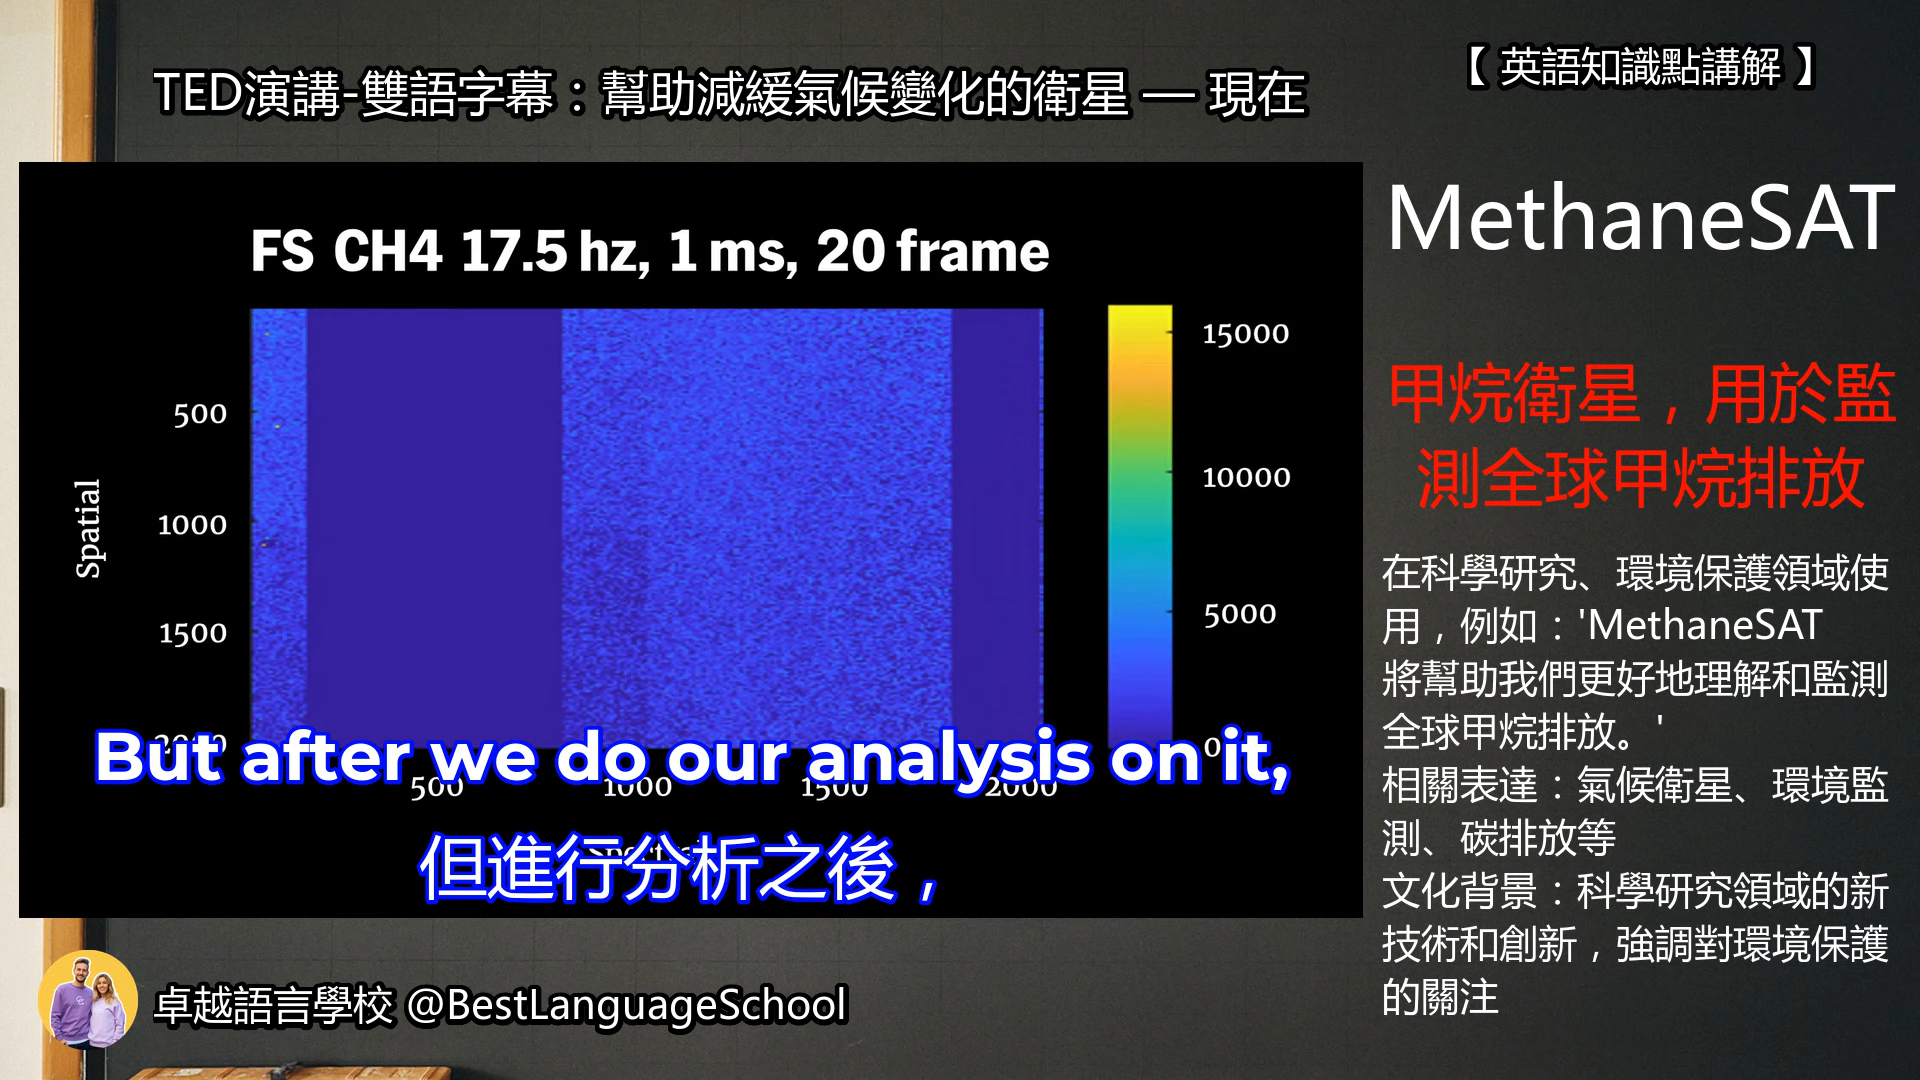 TED演講-雙語字幕：幫助減緩氣候變化的衛星 — 現在
【 英語知識點講解 】
FS CH4 17.5 hz, 1 ms, 20 frame
15000
10000
5000
0
Spatial
500
1000
1500
2000
500
1000
1500
2000
But after we do our analysis on it,
但進行分析之後，
MethaneSAT
甲烷衛星，用於監
測全球甲烷排放
在科學研究、環境保護領域使
用，例如：'MethaneSAT
將幫助我們更好地理解和監測
全球甲烷排放。'
相關表達：氣候衛星、環境監
測、碳排放等
文化背景：科學研究領域的新
技術和創新，強調對環境保護
的關注
卓越語言學校 @BestLanguageSchool